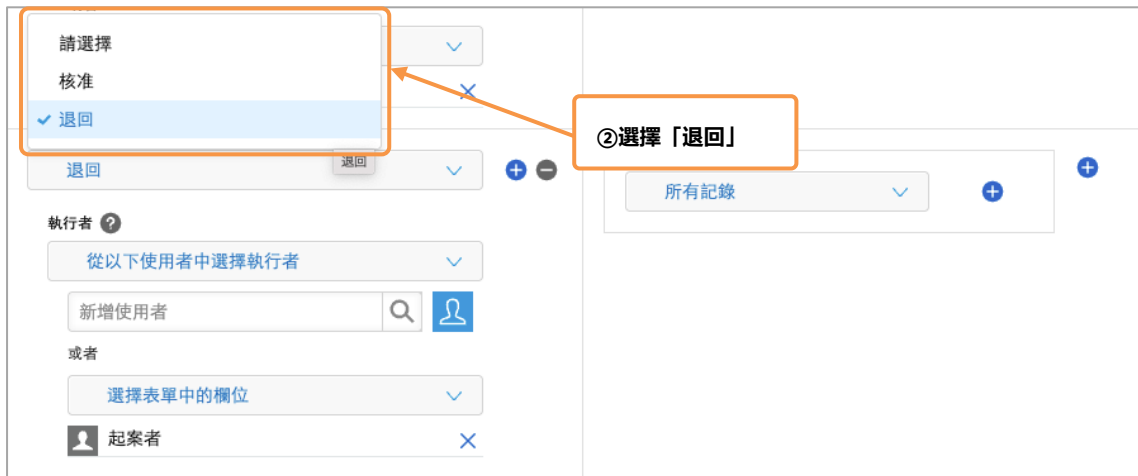 請選擇
核准
退回
②選擇「退回」
退回
退回
所有記錄
執行者 ?
從以下使用者中選擇執行者
新增使用者
或者
選擇表單中的欄位
起案者